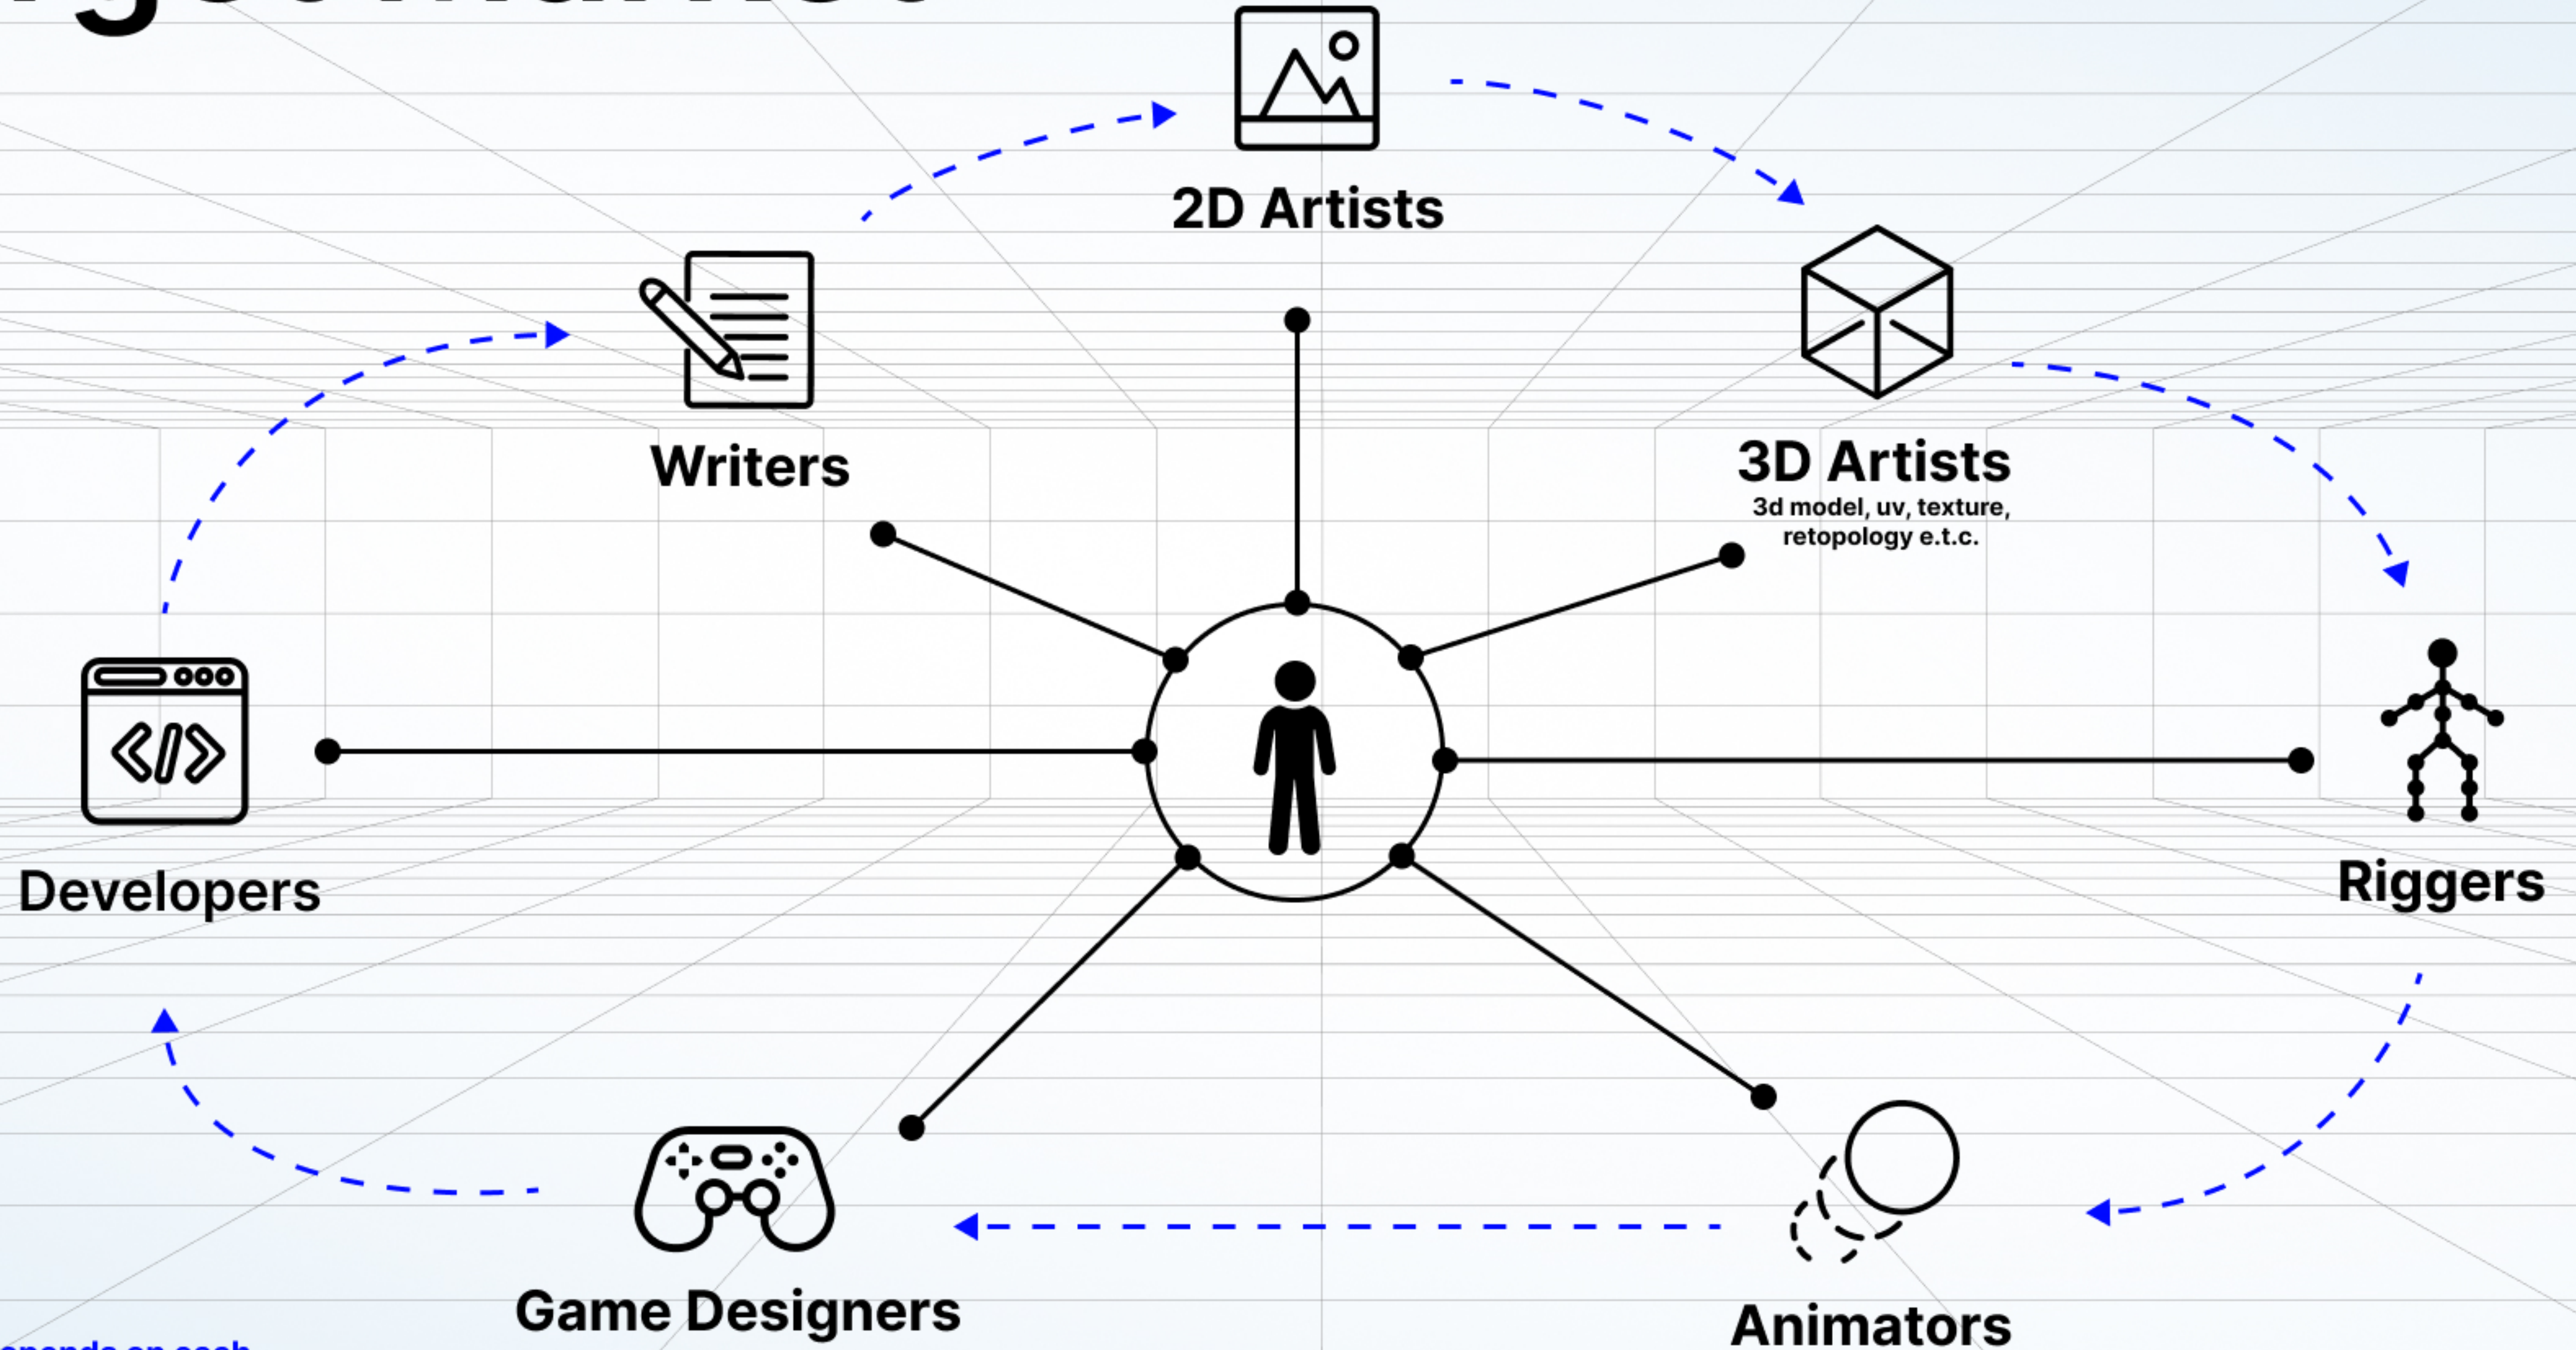 2D Artists
Writers
3D Artists
3d model, uv, texture,
retopology e.t.c.
Developers
Riggers
Game Designers
Animators